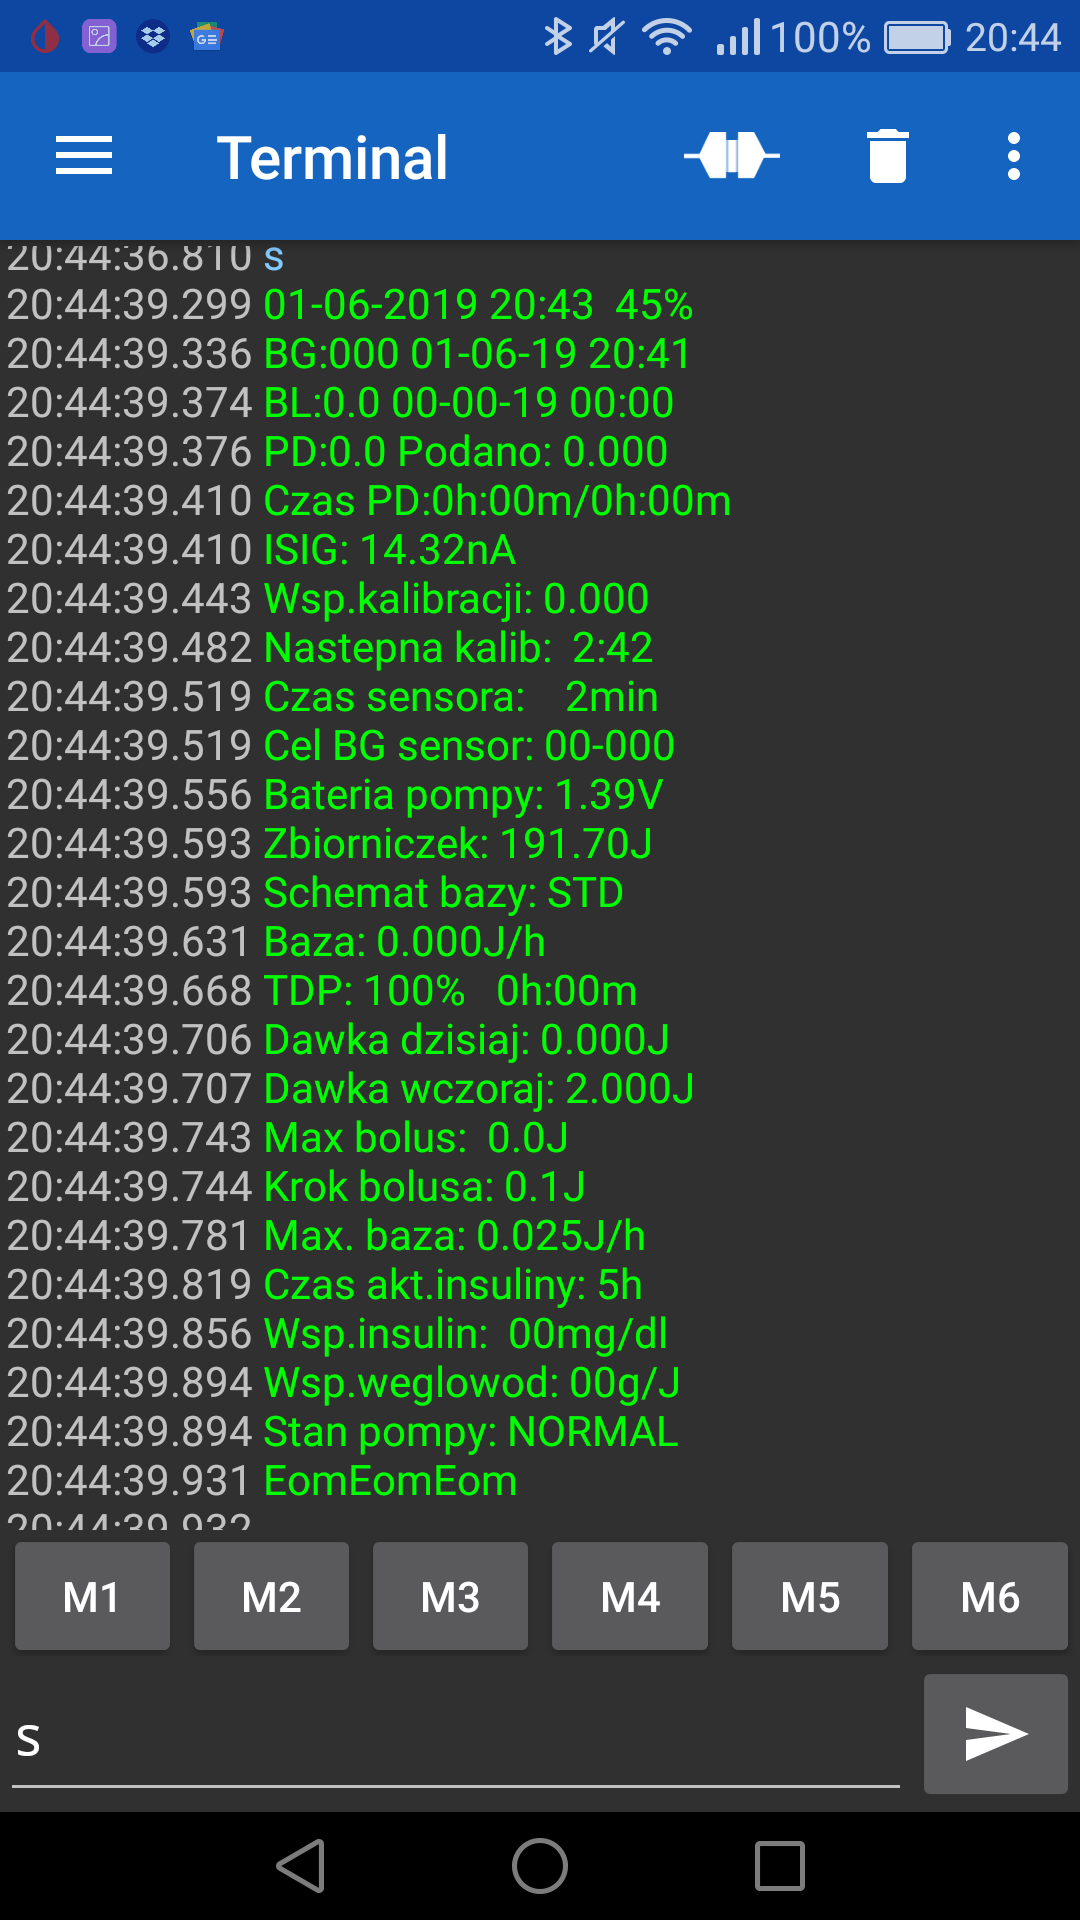 100% 20:44
Terminal
20:44:36.810 s
20:44:39.299 01-06-2019 20:43  45%
20:44:39.336 BG:000 01-06-19 20:41
20:44:39.374 BL:0.0 00-00-19 00:00
20:44:39.376 PD:0.0 Podano: 0.000
20:44:39.410 Czas PD:0h:00m/0h:00m
20:44:39.410 ISIG: 14.32nA
20:44:39.443 Wsp.kalibracji: 0.000
20:44:39.482 Nastepna kalib:  2:42
20:44:39.519 Czas sensora:    2min
20:44:39.519 Cel BG sensor: 00-000
20:44:39.556 Bateria pompy: 1.39V
20:44:39.593 Zbiorniczek: 191.70J
20:44:39.593 Schemat bazy: STD
20:44:39.631 Baza: 0.000J/h
20:44:39.668 TDP: 100%   0h:00m
20:44:39.706 Dawka dzisiaj: 0.000J
20:44:39.707 Dawka wczoraj: 2.000J
20:44:39.743 Max bolus:  0.0J
20:44:39.744 Krok bolusa: 0.1J
20:44:39.781 Max. baza: 0.025J/h
20:44:39.819 Czas akt.insuliny: 5h
20:44:39.856 Wsp.insulin:  00mg/dl
20:44:39.894 Wsp.weglowod: 00g/J
20:44:39.894 Stan pompy: NORMAL
20:44:39.931 EomEomEom
20:44:39.932
M1 M2 M3 M4 M5 M6
s